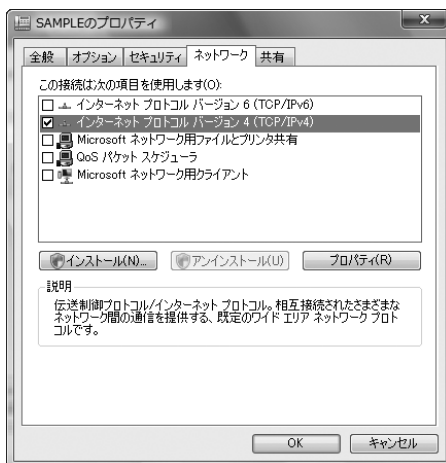 SAMPLEのプロパティ
全般 オプション セキュリティ ネットワーク 共有
この接続は次の項目を使用します(O):
インターネット プロトコル バージョン 6 (TCP/IPv6)
インターネット プロトコル バージョン 4 (TCP/IPv4)
Microsoft ネットワーク用ファイルとプリンタ共有
QoS パケット スケジューラ
Microsoft ネットワーク用クライアント
インストール(N)... アンインストール(U) プロパティ(R)
説明
伝送制御プロトコル/インターネット プロトコル。相互接続されたさまざまな
ネットワーク間の通信を提供する、既定のワイド エリア ネットワーク プロト
コルです。
OK キャンセル